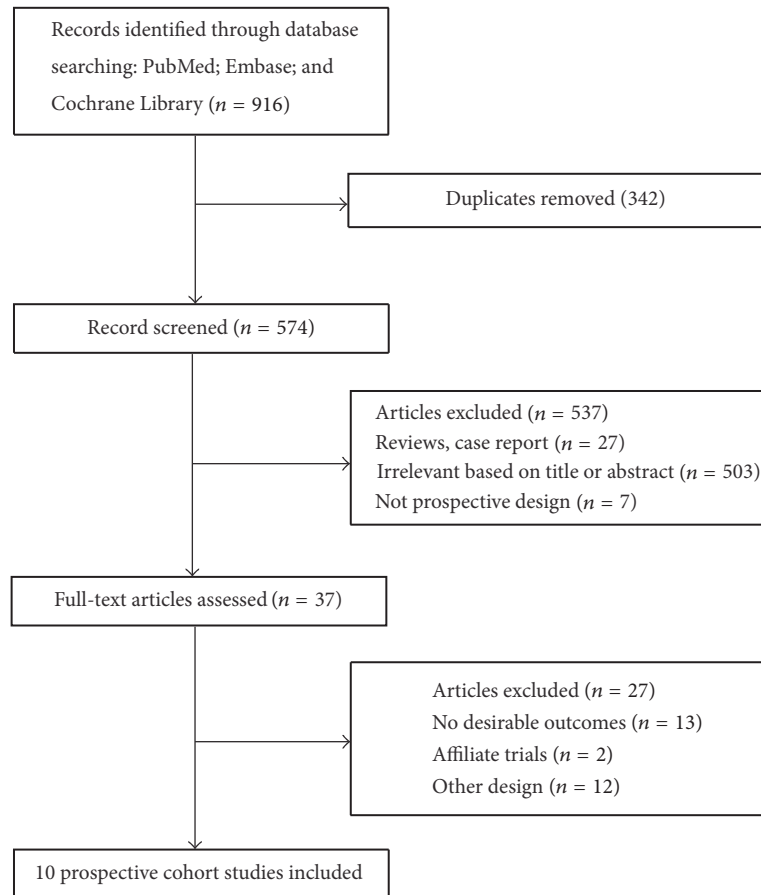 Records identified through database
searching: PubMed; Embase; and
Cochrane Library (n = 916)
Duplicates removed (342)
Record screened (n = 574)
Articles excluded (n = 537)
Reviews, case report (n = 27)
Irrelevant based on title or abstract (n = 503)
Not prospective design (n = 7)
Full-text articles assessed (n = 37)
Articles excluded (n = 27)
No desirable outcomes (n = 13)
Affiliate trials (n = 2)
Other design (n = 12)
10 prospective cohort studies included